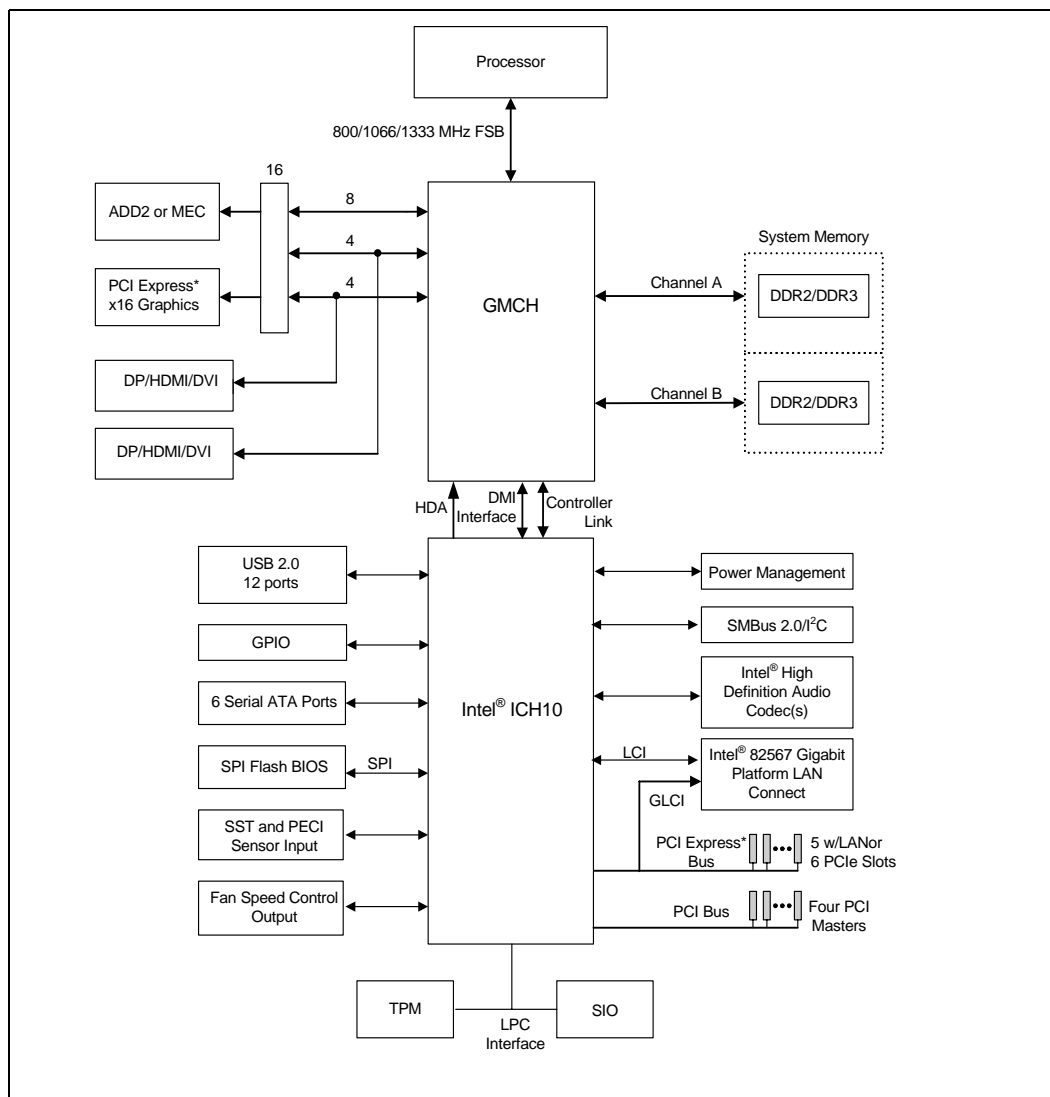 Processor
800/1066/1333 MHz FSB
16
ADD2 or MEC
8
4
4
PCI Express*
x16 Graphics
GMCH
System Memory
Channel A
DDR2/DDR3
DP/HDMI/DVI
Channel B
DDR2/DDR3
DP/HDMI/DVI
HDA
DMI
Interface
Controller
Link
USB 2.0
12 ports
Power Management
GPIO
SMBus 2.0/I²C
6 Serial ATA Ports
Intel® ICH10
Intel® High
Definition Audio
Codec(s)
SPI Flash BIOS
SPI
LCI
Intel® 82567 Gigabit
Platform LAN
Connect
GLCI
SST and PECI
Sensor Input
PCI Express*
Bus
5 w/LANor
6 PCIe Slots
Fan Speed Control
Output
PCI Bus
Four PCI
Masters
TPM
SIO
LPC
Interface